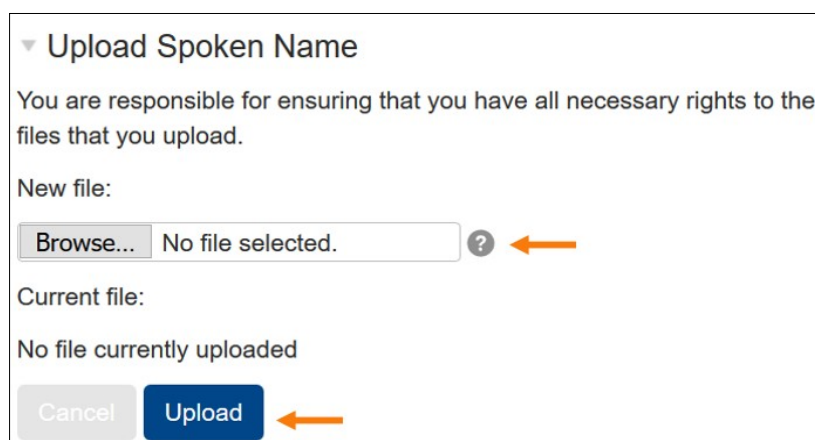 Upload Spoken Name
You are responsible for ensuring that you have all necessary rights to the
files that you upload.
New file:
Browse... No file selected. ?
Current file:
No file currently uploaded
Cancel Upload